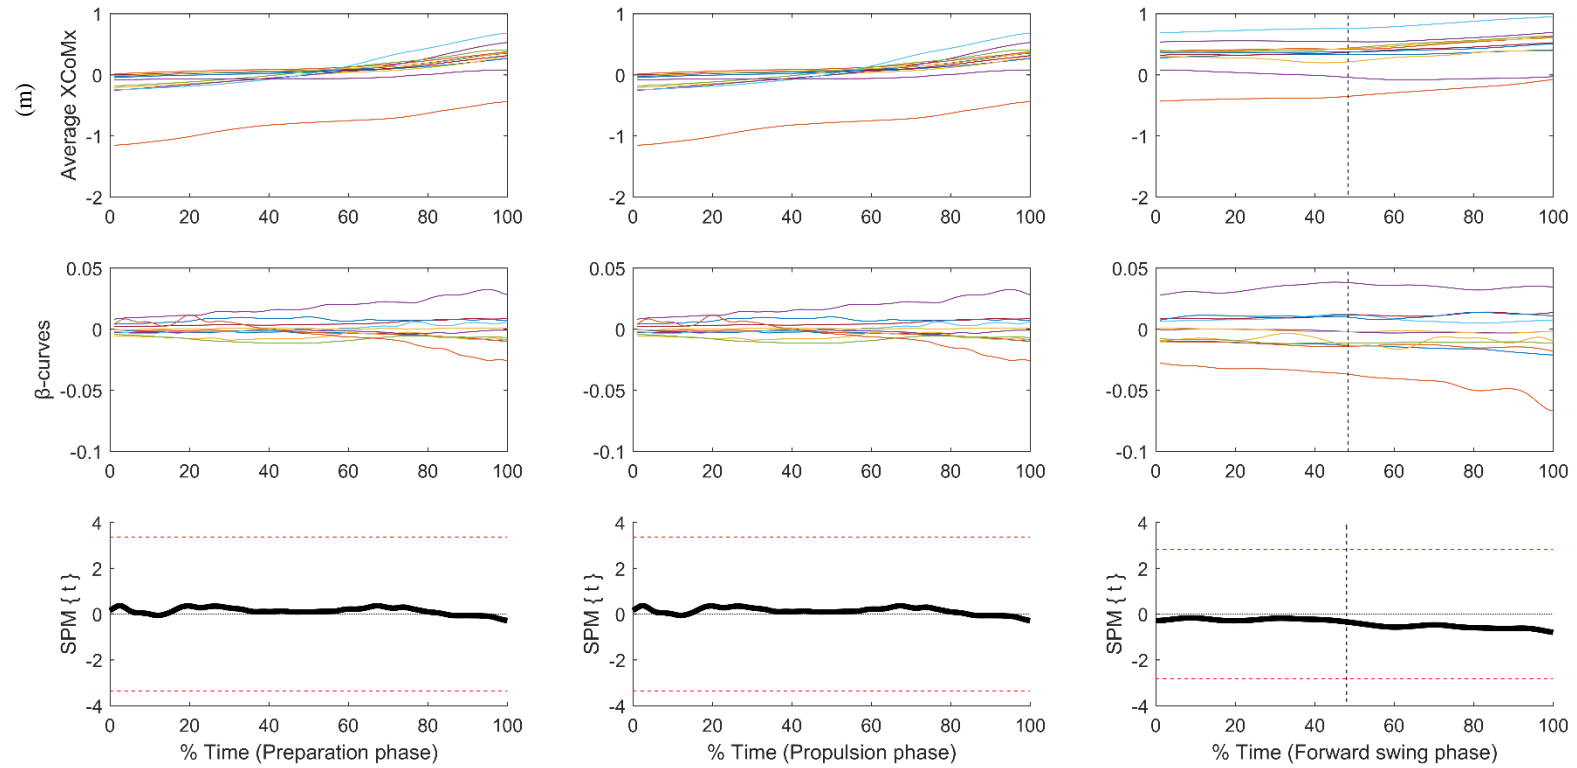 (m)
Average XCoMx
1
0
-1
-2
0 20 40 60 80 100
1
0
-1
-2
0 20 40 60 80 100
1
0
-1
-2
0 20 40 60 80 100
β-curves
0.05
0
-0.05
-0.1
0 20 40 60 80 100
0.05
0
-0.05
-0.1
0 20 40 60 80 100
0.05
0
-0.05
-0.1
0 20 40 60 80 100
SPM { t }
4
2
0
-2
-4
0 20 40 60 80 100
% Time (Preparation phase)
SPM { t }
4
2
0
-2
-4
0 20 40 60 80 100
% Time (Propulsion phase)
SPM { t }
4
2
0
-2
-4
0 20 40 60 80 100
% Time (Forward swing phase)